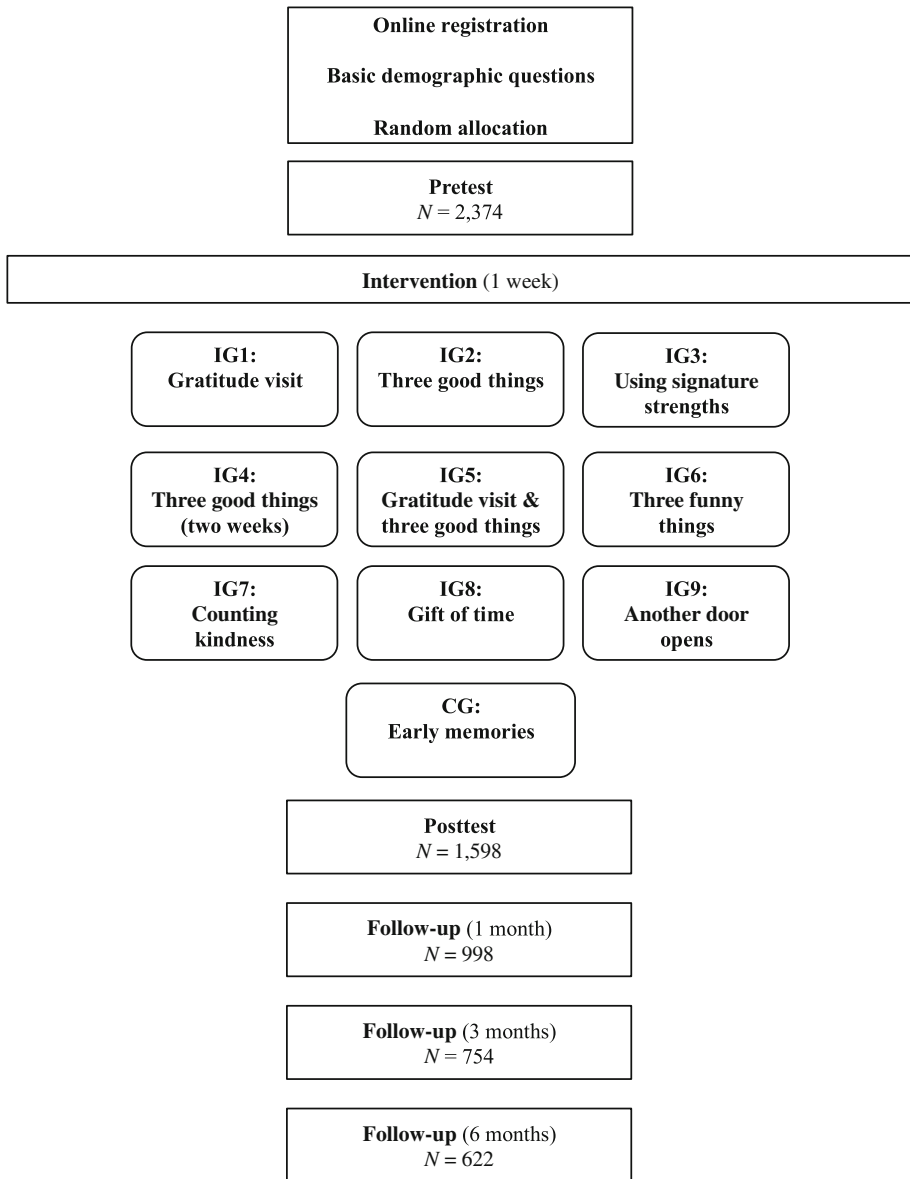 Online registration
Basic demographic questions
Random allocation
Pretest
N = 2,374
Intervention (1 week)
IG1:
Gratitude visit
IG2:
Three good things
IG3:
Using signature
strengths
IG4:
Three good things
(two weeks)
IG5:
Gratitude visit &
three good things
IG6:
Three funny
things
IG7:
Counting
kindness
IG8:
Gift of time
IG9:
Another door
opens
CG:
Early memories
Posttest
N = 1,598
Follow-up (1 month)
N = 998
Follow-up (3 months)
N = 754
Follow-up (6 months)
N = 622